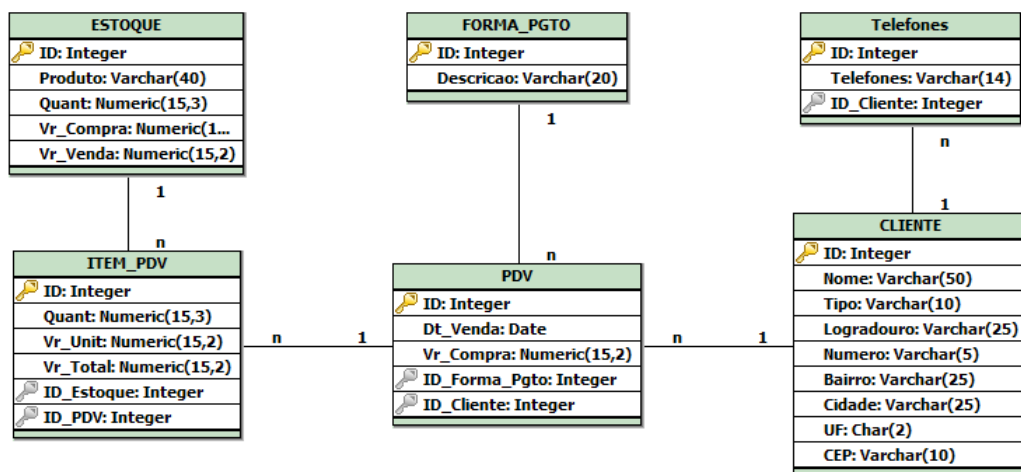 ESTOQUE
ID: Integer
Produto: Varchar(40)
Quant: Numeric(15,3)
Vr_Compra: Numeric(1...
Vr_Venda: Numeric(15,2)
FORMA_PGTO
ID: Integer
Descricao: Varchar(20)
Telefones
ID: Integer
Telefones: Varchar(14)
ID_Cliente: Integer
1
n
1
n
n
1
ITEM_PDV
ID: Integer
Quant: Numeric(15,3)
Vr_Unit: Numeric(15,2)
Vr_Total: Numeric(15,2)
ID_Estoque: Integer
ID_PDV: Integer
n
1
PDV
ID: Integer
Dt_Venda: Date
Vr_Compra: Numeric(15,2)
ID_Forma_Pgto: Integer
ID_Cliente: Integer
n
1
CLIENTE
ID: Integer
Nome: Varchar(50)
Tipo: Varchar(10)
Logradouro: Varchar(25)
Numero: Varchar(5)
Bairro: Varchar(25)
Cidade: Varchar(25)
UF: Char(2)
CEP: Varchar(10)